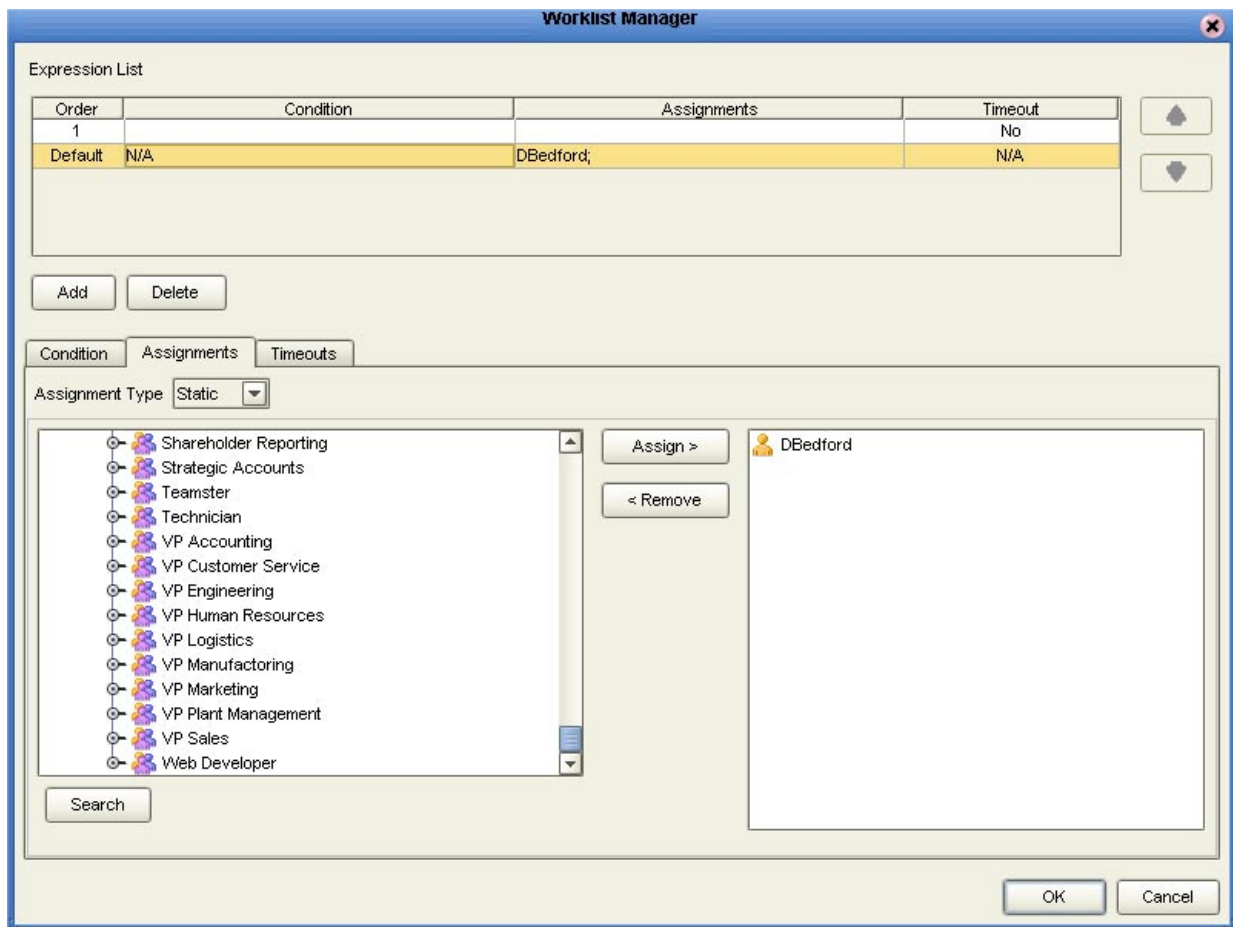 Worklist Manager
Expression List
Order Condition Assignments Timeout
1 No
Default N/A DBedford; N/A
Add Delete
Condition Assignments Timeouts
Assignment Type Static
Shareholder Reporting
Strategic Accounts
Teamster
Technician
VP Accounting
VP Customer Service
VP Engineering
VP Human Resources
VP Logistics
VP Manufactoring
VP Marketing
VP Plant Management
VP Sales
Web Developer
Assign >
< Remove
DBedford
Search
OK Cancel